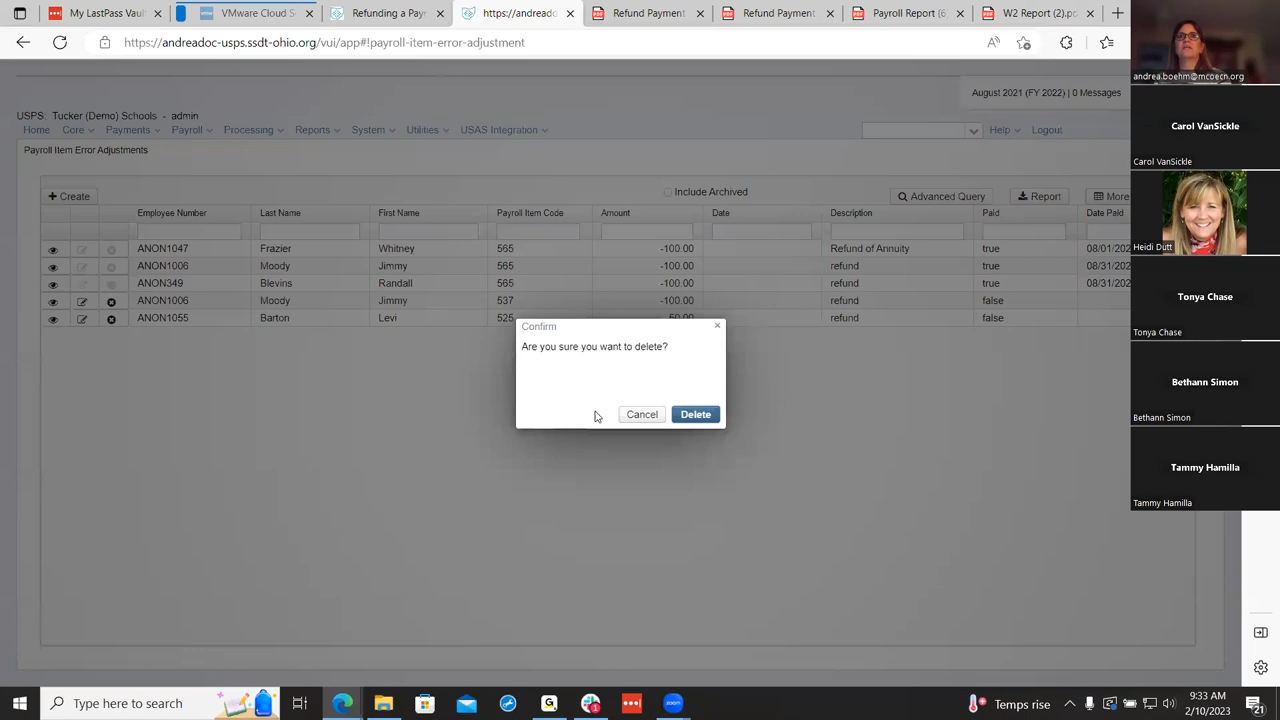 My LastPass Vault
VMware Cloud S
Refunding a Pay
https://andreadoc
Refund Payment
Refund Payment
Payroll Report (6)
W2 Report (2).p
https://andreadoc-usps.ssdt-ohio.org/vui/app#!payroll-item-error-adjustment
August 2021 (FY 2022) | 0 Messages
USPS: Tucker (Demo) Schools - admin
Home Core Payments Payroll Processing Reports System Utilities USAS Integration Help Logout
Payroll Item Error Adjustments
+ Create Include Archived Advanced Query Report More
Employee Number Last Name First Name Payroll Item Code Amount Date Description Paid Date Paid
ANON1047 Frazier Whitney 565 -100.00 Refund of Annuity true 08/01/202
ANON1006 Moody Jimmy 565 -100.00 refund true 08/31/202
ANON349 Blevins Randall 565 -100.00 refund true 08/31/202
ANON1006 Moody Jimmy 537 -100.00 refund false
ANON1055 Barton Levi 525 refund false
Confirm
Are you sure you want to delete?
Cancel Delete
andrea.boehm@mcoecn.org
Carol VanSickle
Carol VanSickle
Heidi Dutt
Tonya Chase
Tonya Chase
Bethann Simon
Bethann Simon
Tammy Hamilla
Tammy Hamilla
Type here to search
zoom
Temps rise
9:33 AM
2/10/2023
21